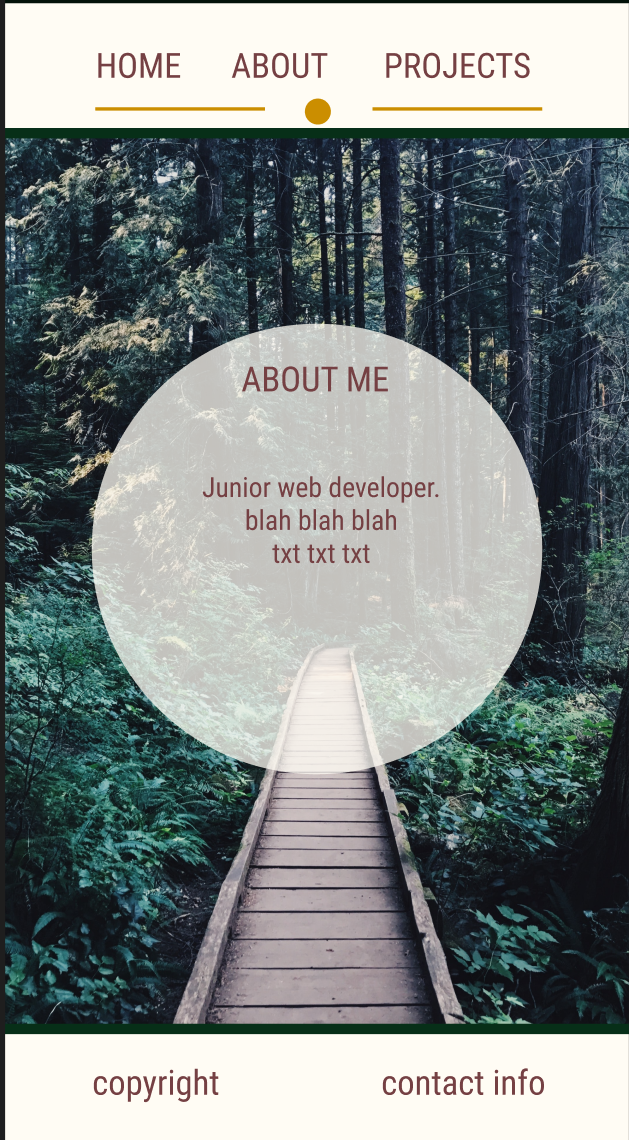 HOME ABOUT PROJECTS
ABOUT ME
Junior web developer.
blah blah blah
txt txt txt
copyright contact info